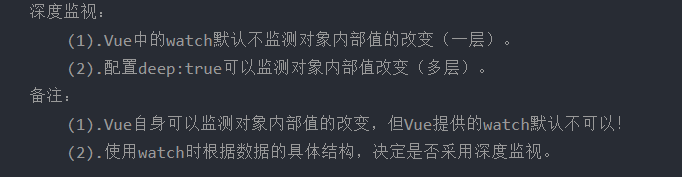 深度监视：
(1).Vue中的watch默认不监测对象内部值的改变（一层）。
(2).配置deep:true可以监测对象内部值改变（多层）。
备注：
(1).Vue自身可以监测对象内部值的改变，但Vue提供的watch默认不可以！
(2).使用watch时根据数据的具体结构，决定是否采用深度监视。